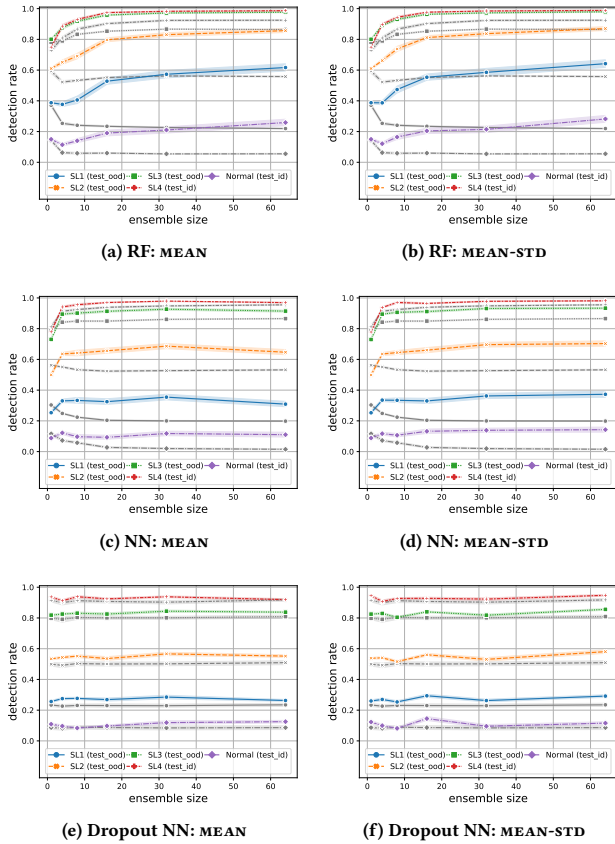 detection rate
1.0
0.8
0.6
0.4
0.2
0.0
SL1 (test_ood) SL3 (test_ood) Normal (test_id)
SL2 (test_ood) SL4 (test_id)
0 10 20 30 40 50 60
ensemble size
(a) RF: MEAN
detection rate
1.0
0.8
0.6
0.4
0.2
0.0
SL1 (test_ood) SL3 (test_ood) Normal (test_id)
SL2 (test_ood) SL4 (test_id)
0 10 20 30 40 50 60
ensemble size
(b) RF: MEAN-STD
detection rate
1.0
0.8
0.6
0.4
0.2
0.0
SL1 (test_ood) SL3 (test_ood) Normal (test_id)
SL2 (test_ood) SL4 (test_id)
0 10 20 30 40 50 60
ensemble size
(c) NN: MEAN
detection rate
1.0
0.8
0.6
0.4
0.2
0.0
SL1 (test_ood) SL3 (test_ood) Normal (test_id)
SL2 (test_ood) SL4 (test_id)
0 10 20 30 40 50 60
ensemble size
(d) NN: MEAN-STD
detection rate
1.0
0.8
0.6
0.4
0.2
0.0
SL1 (test_ood) SL3 (test_ood) Normal (test_id)
SL2 (test_ood) SL4 (test_id)
0 10 20 30 40 50 60
ensemble size
(e) Dropout NN: MEAN
detection rate
1.0
0.8
0.6
0.4
0.2
0.0
SL1 (test_ood) SL3 (test_ood) Normal (test_id)
SL2 (test_ood) SL4 (test_id)
0 10 20 30 40 50 60
ensemble size
(f) Dropout NN: MEAN-STD